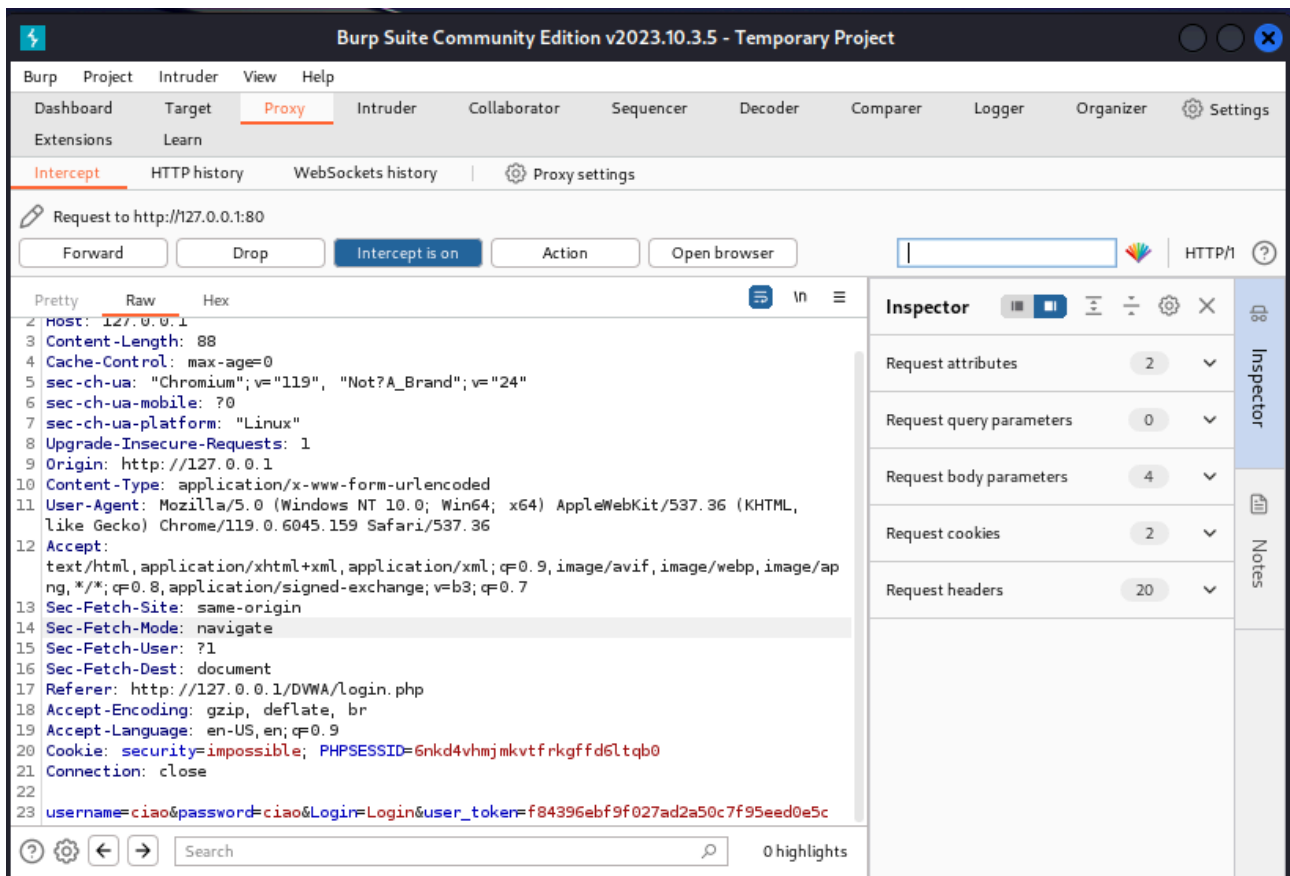 Burp Suite Community Edition v2023.10.3.5 - Temporary Project
Burp Project Intruder View Help
Dashboard Target Proxy Intruder Collaborator Sequencer Decoder Comparer Logger Organizer Settings
Extensions Learn
Intercept HTTP history WebSockets history Proxy settings
Request to http://127.0.0.1:80
Forward Drop Intercept is on Action Open browser HTTP/1 ?
Pretty Raw Hex \n
2 Host: 127.0.0.1
3 Content-Length: 88
4 Cache-Control: max-age=0
5 sec-ch-ua: "Chromium";v="119", "Not?A_Brand";v="24"
6 sec-ch-ua-mobile: ?0
7 sec-ch-ua-platform: "Linux"
8 Upgrade-Insecure-Requests: 1
9 Origin: http://127.0.0.1
10 Content-Type: application/x-www-form-urlencoded
11 User-Agent: Mozilla/5.0 (Windows NT 10.0; Win64; x64) AppleWebKit/537.36 (KHTML,
like Gecko) Chrome/119.0.6045.159 Safari/537.36
12 Accept:
text/html,application/xhtml+xml,application/xml;q=0.9,image/avif,image/webp,image/ap
ng,*/*;q=0.8,application/signed-exchange;v=b3;q=0.7
13 Sec-Fetch-Site: same-origin
14 Sec-Fetch-Mode: navigate
15 Sec-Fetch-User: ?1
16 Sec-Fetch-Dest: document
17 Referer: http://127.0.0.1/DVWA/login.php
18 Accept-Encoding: gzip, deflate, br
19 Accept-Language: en-US,en;q=0.9
20 Cookie: security=impossible; PHPSESSID=6nkd4vhmjmkvtfrkgffd6ltqb0
21 Connection: close
22
23 username=ciao&password=ciao&Login=Login&user_token=f84396ebf9f027ad2a50c7f95eed0e5c
? Search 0 highlights
Inspector
Request attributes 2
Request query parameters 0
Request body parameters 4
Request cookies 2
Request headers 20
Inspector
Notes